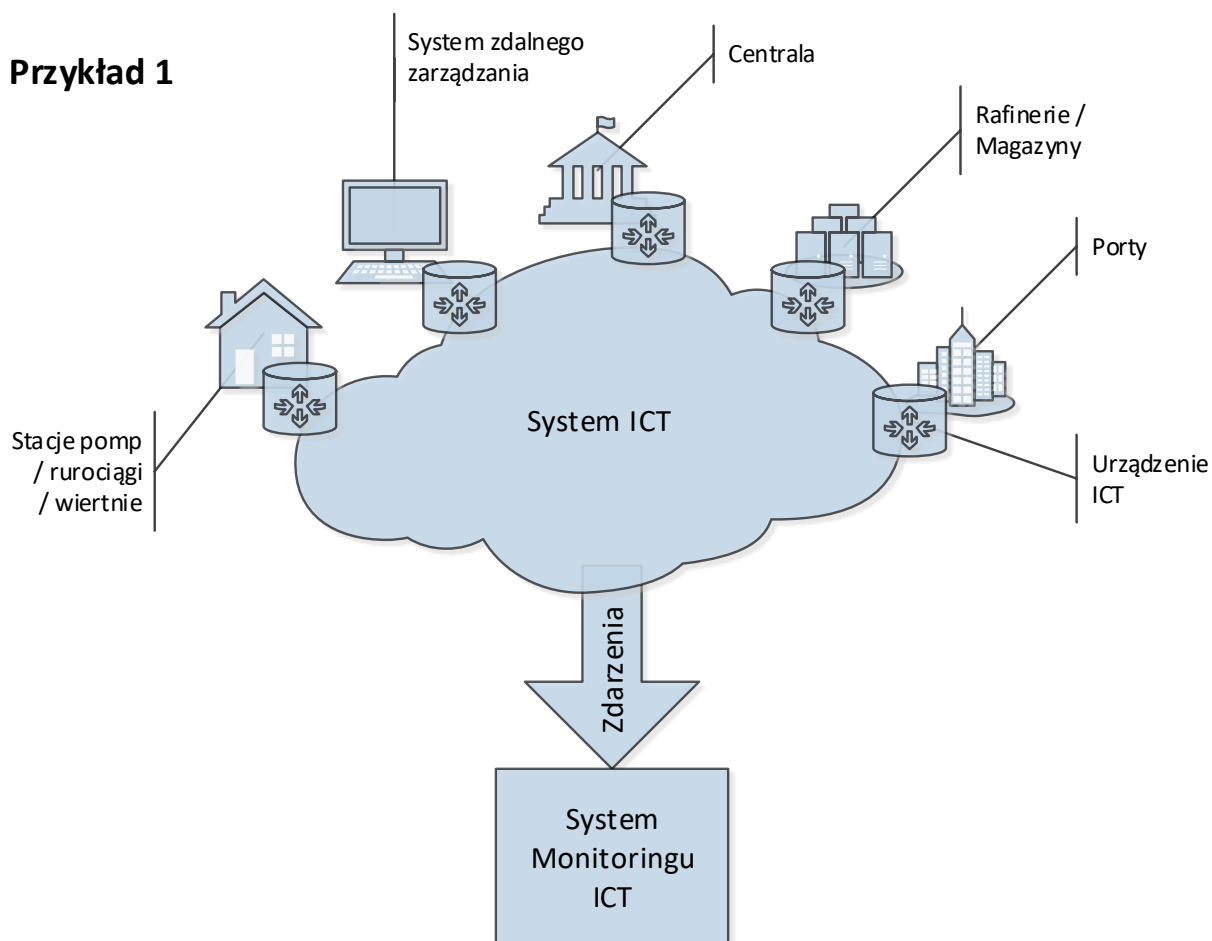 Przykład 1
System zdalnego
zarządzania
Centrala
Rafinerie /
Magazyny
Porty
System ICT
Stacje pomp
/ rurociągi
/ wiertnie
Urządzenie
ICT
Zdarzenia
System
Monitoringu
ICT